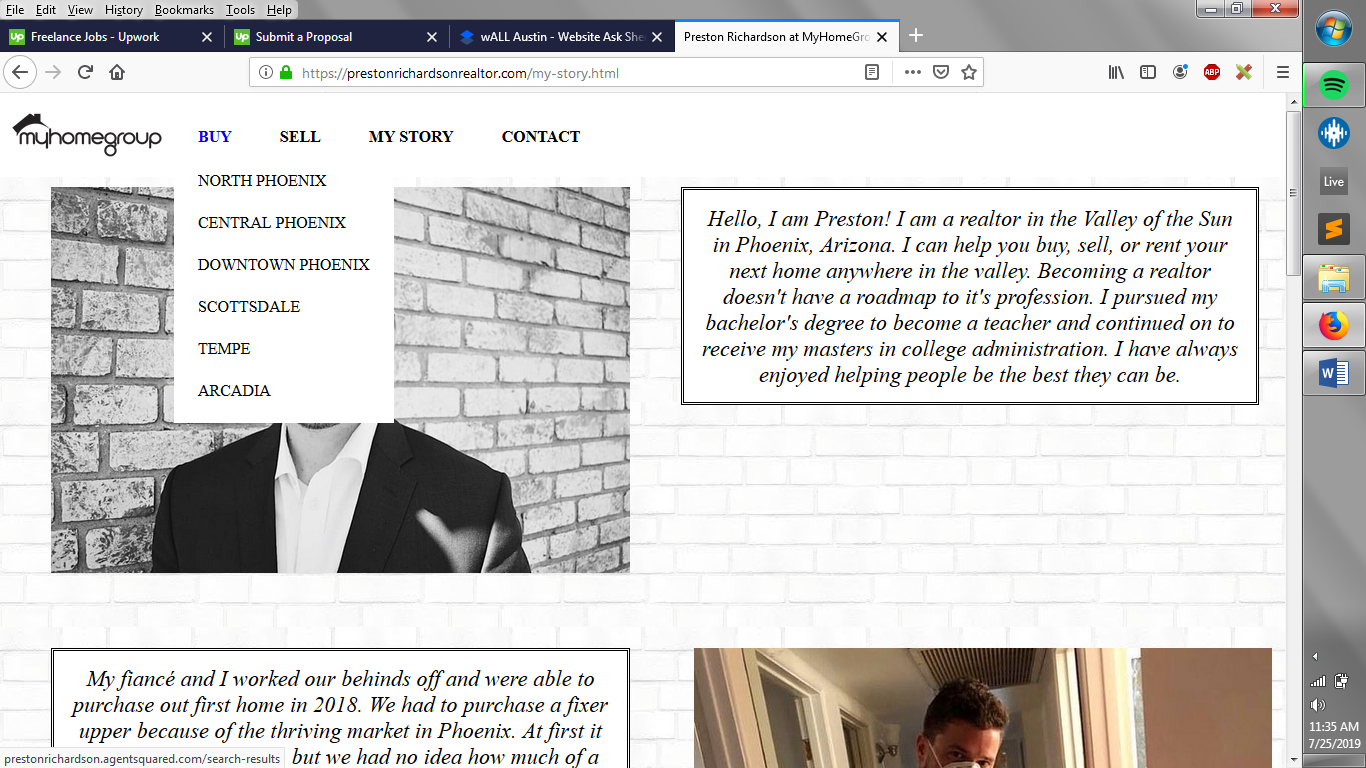 File Edit View History Bookmarks Tools Help
Up Freelance Jobs - Upwork
Up Submit a Proposal
wALL Austin - Website Ask She
Preston Richardson at MyHomeGro
https://prestonrichardsonrealtor.com/my-story.html
ABP
myhomegroup
BUY SELL MY STORY CONTACT
NORTH PHOENIX
CENTRAL PHOENIX
DOWNTOWN PHOENIX
SCOTTSDALE
TEMPE
ARCADIA
Hello, I am Preston! I am a realtor in the Valley of the Sun
in Phoenix, Arizona. I can help you buy, sell, or rent your
next home anywhere in the valley. Becoming a realtor
doesn't have a roadmap to it's profession. I pursued my
bachelor's degree to become a teacher and continued on to
receive my masters in college administration. I have always
enjoyed helping people be the best they can be.
My fiancé and I worked our behinds off and were able to
purchase out first home in 2018. We had to purchase a fixer
upper because of the thriving market in Phoenix. At first it
but we had no idea how much of a
prestonrichardson.agentsquared.com/search-results
Live
W
11:35 AM
7/25/2019